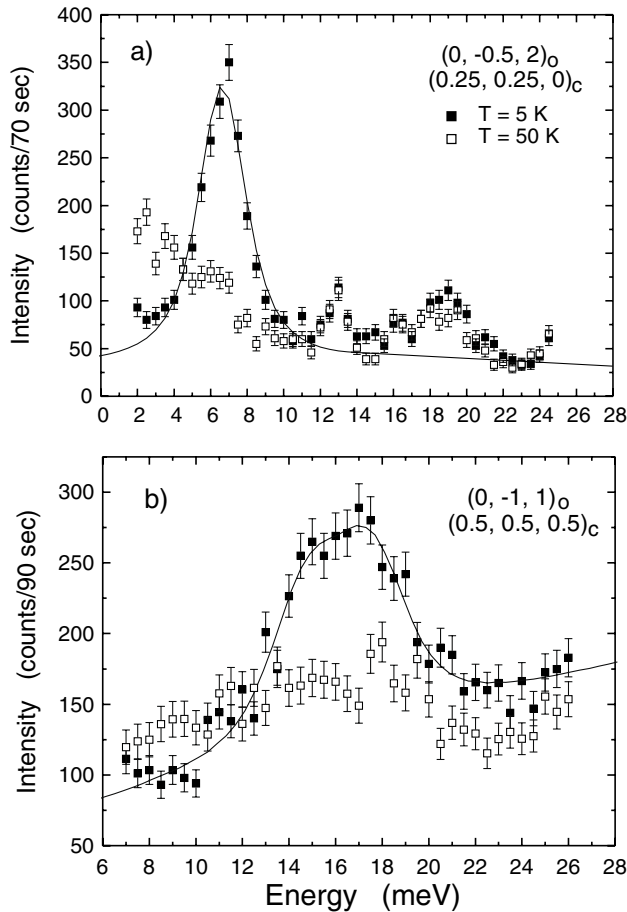 a)
(0, -0.5, 2)o
(0.25, 0.25, 0)c
T = 5 K
T = 50 K
Intensity (counts/70 sec)
400
350
300
250
200
150
100
50
0
0 2 4 6 8 10 12 14 16 18 20 22 24 26 28
b)
(0, -1, 1)o
(0.5, 0.5, 0.5)c
Intensity (counts/90 sec)
300
250
200
150
100
50
6 8 10 12 14 16 18 20 22 24 26 28
Energy (meV)